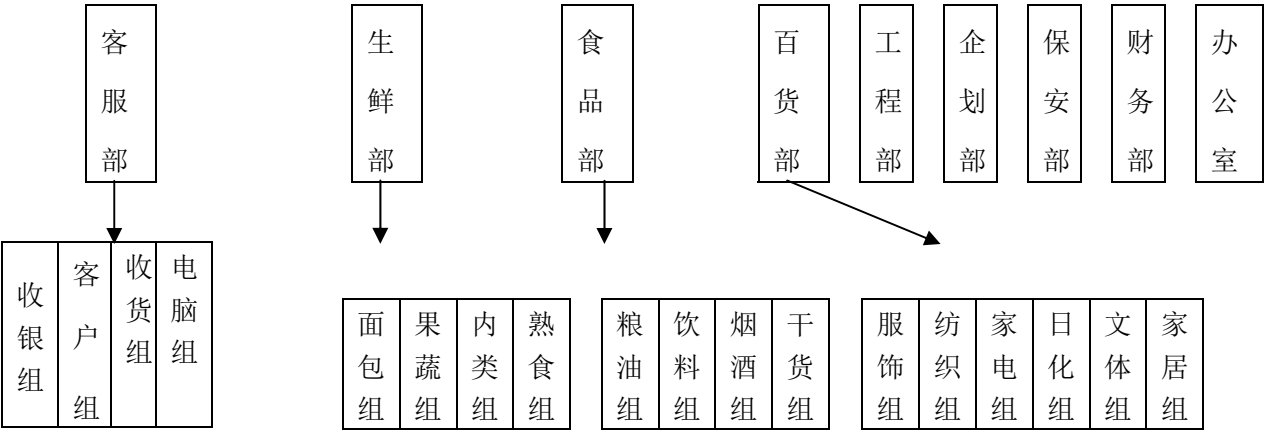 客服部
生鲜部
食品部
百货部
工程部
企划部
保安部
财务部
办公室
收银组
客户组
收货组
电脑组
面包组
果蔬组
内类组
熟食组
粮油组
饮料组
烟酒组
干货组
服饰组
纺织组
家电组
日化组
文体组
家居组